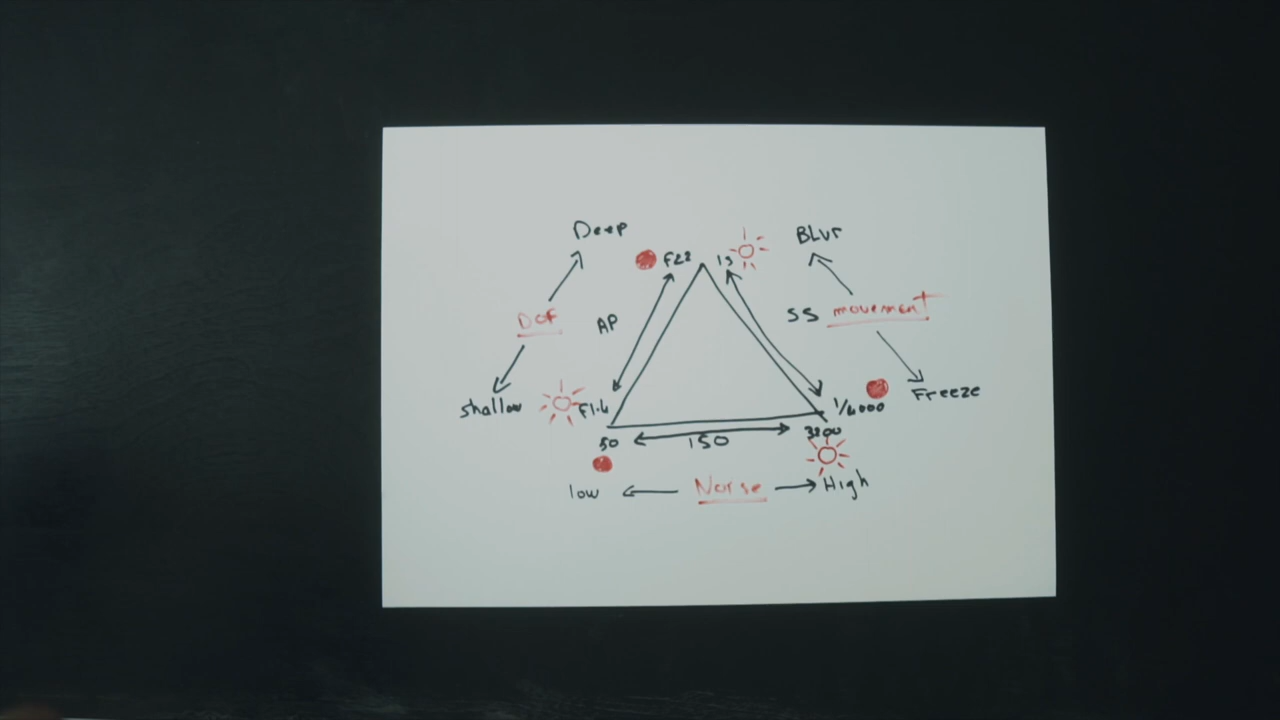 Deep
BLur
F22
1s
DoF
AP
SS movement
shallow
F1.4
1/4000
Freeze
50
ISO
3200
low
Noise
High